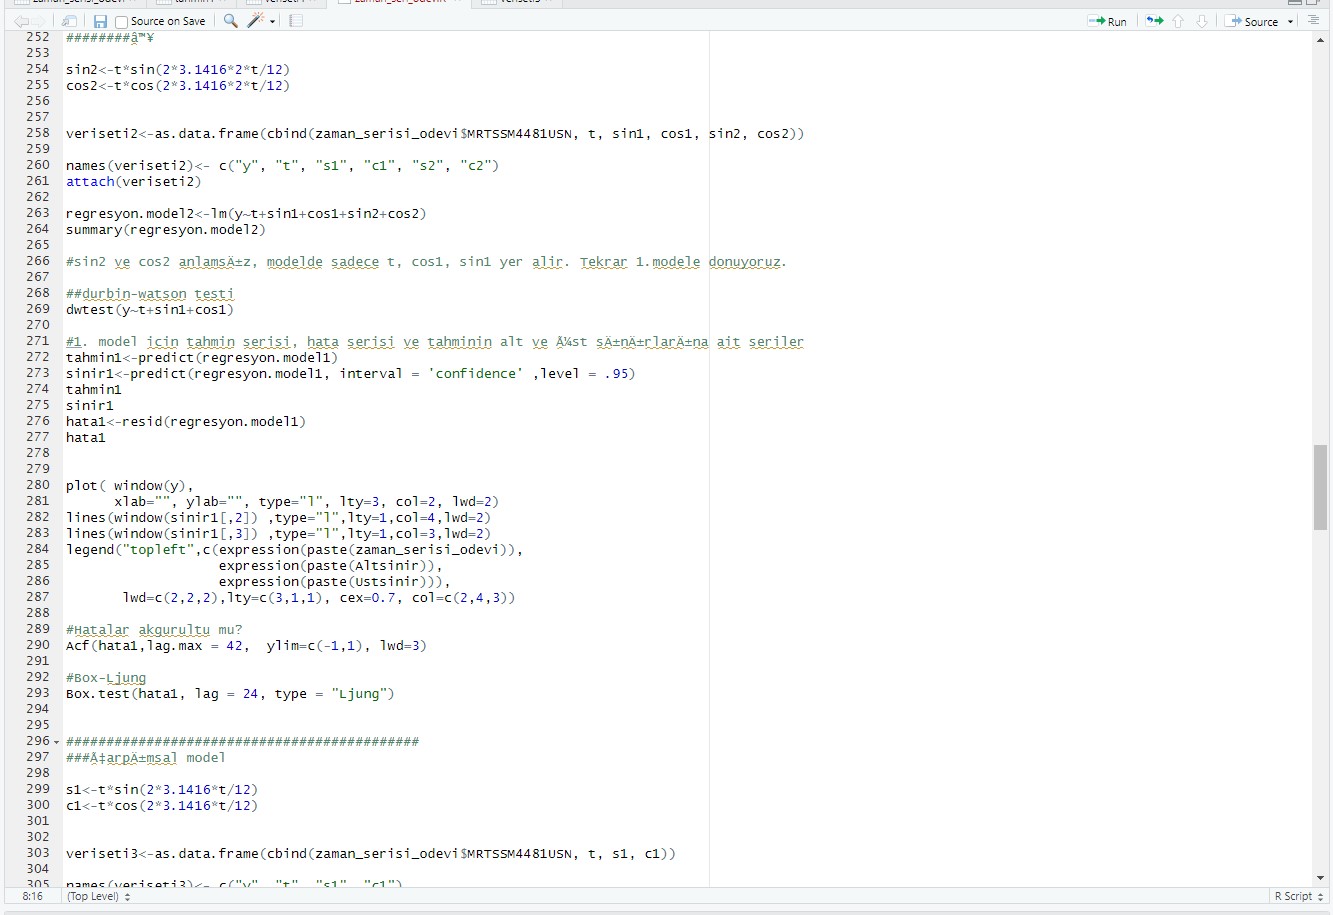 Source on Save
Run
Source
252 ########â™¥
253
254 sin2<-t*sin(2*3.1416*2*t/12)
255 cos2<-t*cos(2*3.1416*2*t/12)
256
257
258 veriseti2<-as.data.frame(cbind(zaman_serisi_odevi$MRTSSM4481USN, t, sin1, cos1, sin2, cos2))
259
260 names(veriseti2)<- c("y", "t", "s1", "c1", "s2", "c2")
261 attach(veriseti2)
262
263 regresyon.model2<-lm(y~t+sin1+cos1+sin2+cos2)
264 summary(regresyon.model2)
265
266 #sin2 ve cos2 anlamsÄ±z, modelde sadece t, cos1, sin1 yer alir. Tekrar 1.modele donuyoruz.
267
268 ##durbin-watson testi
269 dwtest(y~t+sin1+cos1)
270
271 #1. model icin tahmin serisi, hata serisi ve tahminin alt ve Ã¼st sÄ±nÄ±rlarÄ±na ait seriler
272 tahmin1<-predict(regresyon.model1)
273 sinir1<-predict(regresyon.model1, interval = 'confidence' ,level = .95)
274 tahmin1
275 sinir1
276 hata1<-resid(regresyon.model1)
277 hata1
278
279
280 plot( window(y),
281 xlab="", ylab="", type="l", lty=3, col=2, lwd=2)
282 lines(window(sinir1[,2]) ,type="l",lty=1,col=4,lwd=2)
283 lines(window(sinir1[,3]) ,type="l",lty=1,col=3,lwd=2)
284 legend("topleft",c(expression(paste(zaman_serisi_odevi)),
285 expression(paste(Altsinir)),
286 expression(paste(Ustsinir))),
287 lwd=c(2,2,2),lty=c(3,1,1), cex=0.7, col=c(2,4,3))
288
289 #Hatalar akgurultu mu?
290 Acf(hata1,lag.max = 42,  ylim=c(-1,1), lwd=3)
291
292 #Box-Ljung
293 Box.test(hata1, lag = 24, type = "Ljung")
294
295
296 ############################################
297 ###Ã‡arpÄ±msal model
298
299 s1<-t*sin(2*3.1416*t/12)
300 c1<-t*cos(2*3.1416*t/12)
301
302
303 veriseti3<-as.data.frame(cbind(zaman_serisi_odevi$MRTSSM4481USN, t, s1, c1))
304
305 names(veriseti3)<- c("y", "t", "s1", "c1")
8:16 (Top Level) R Script